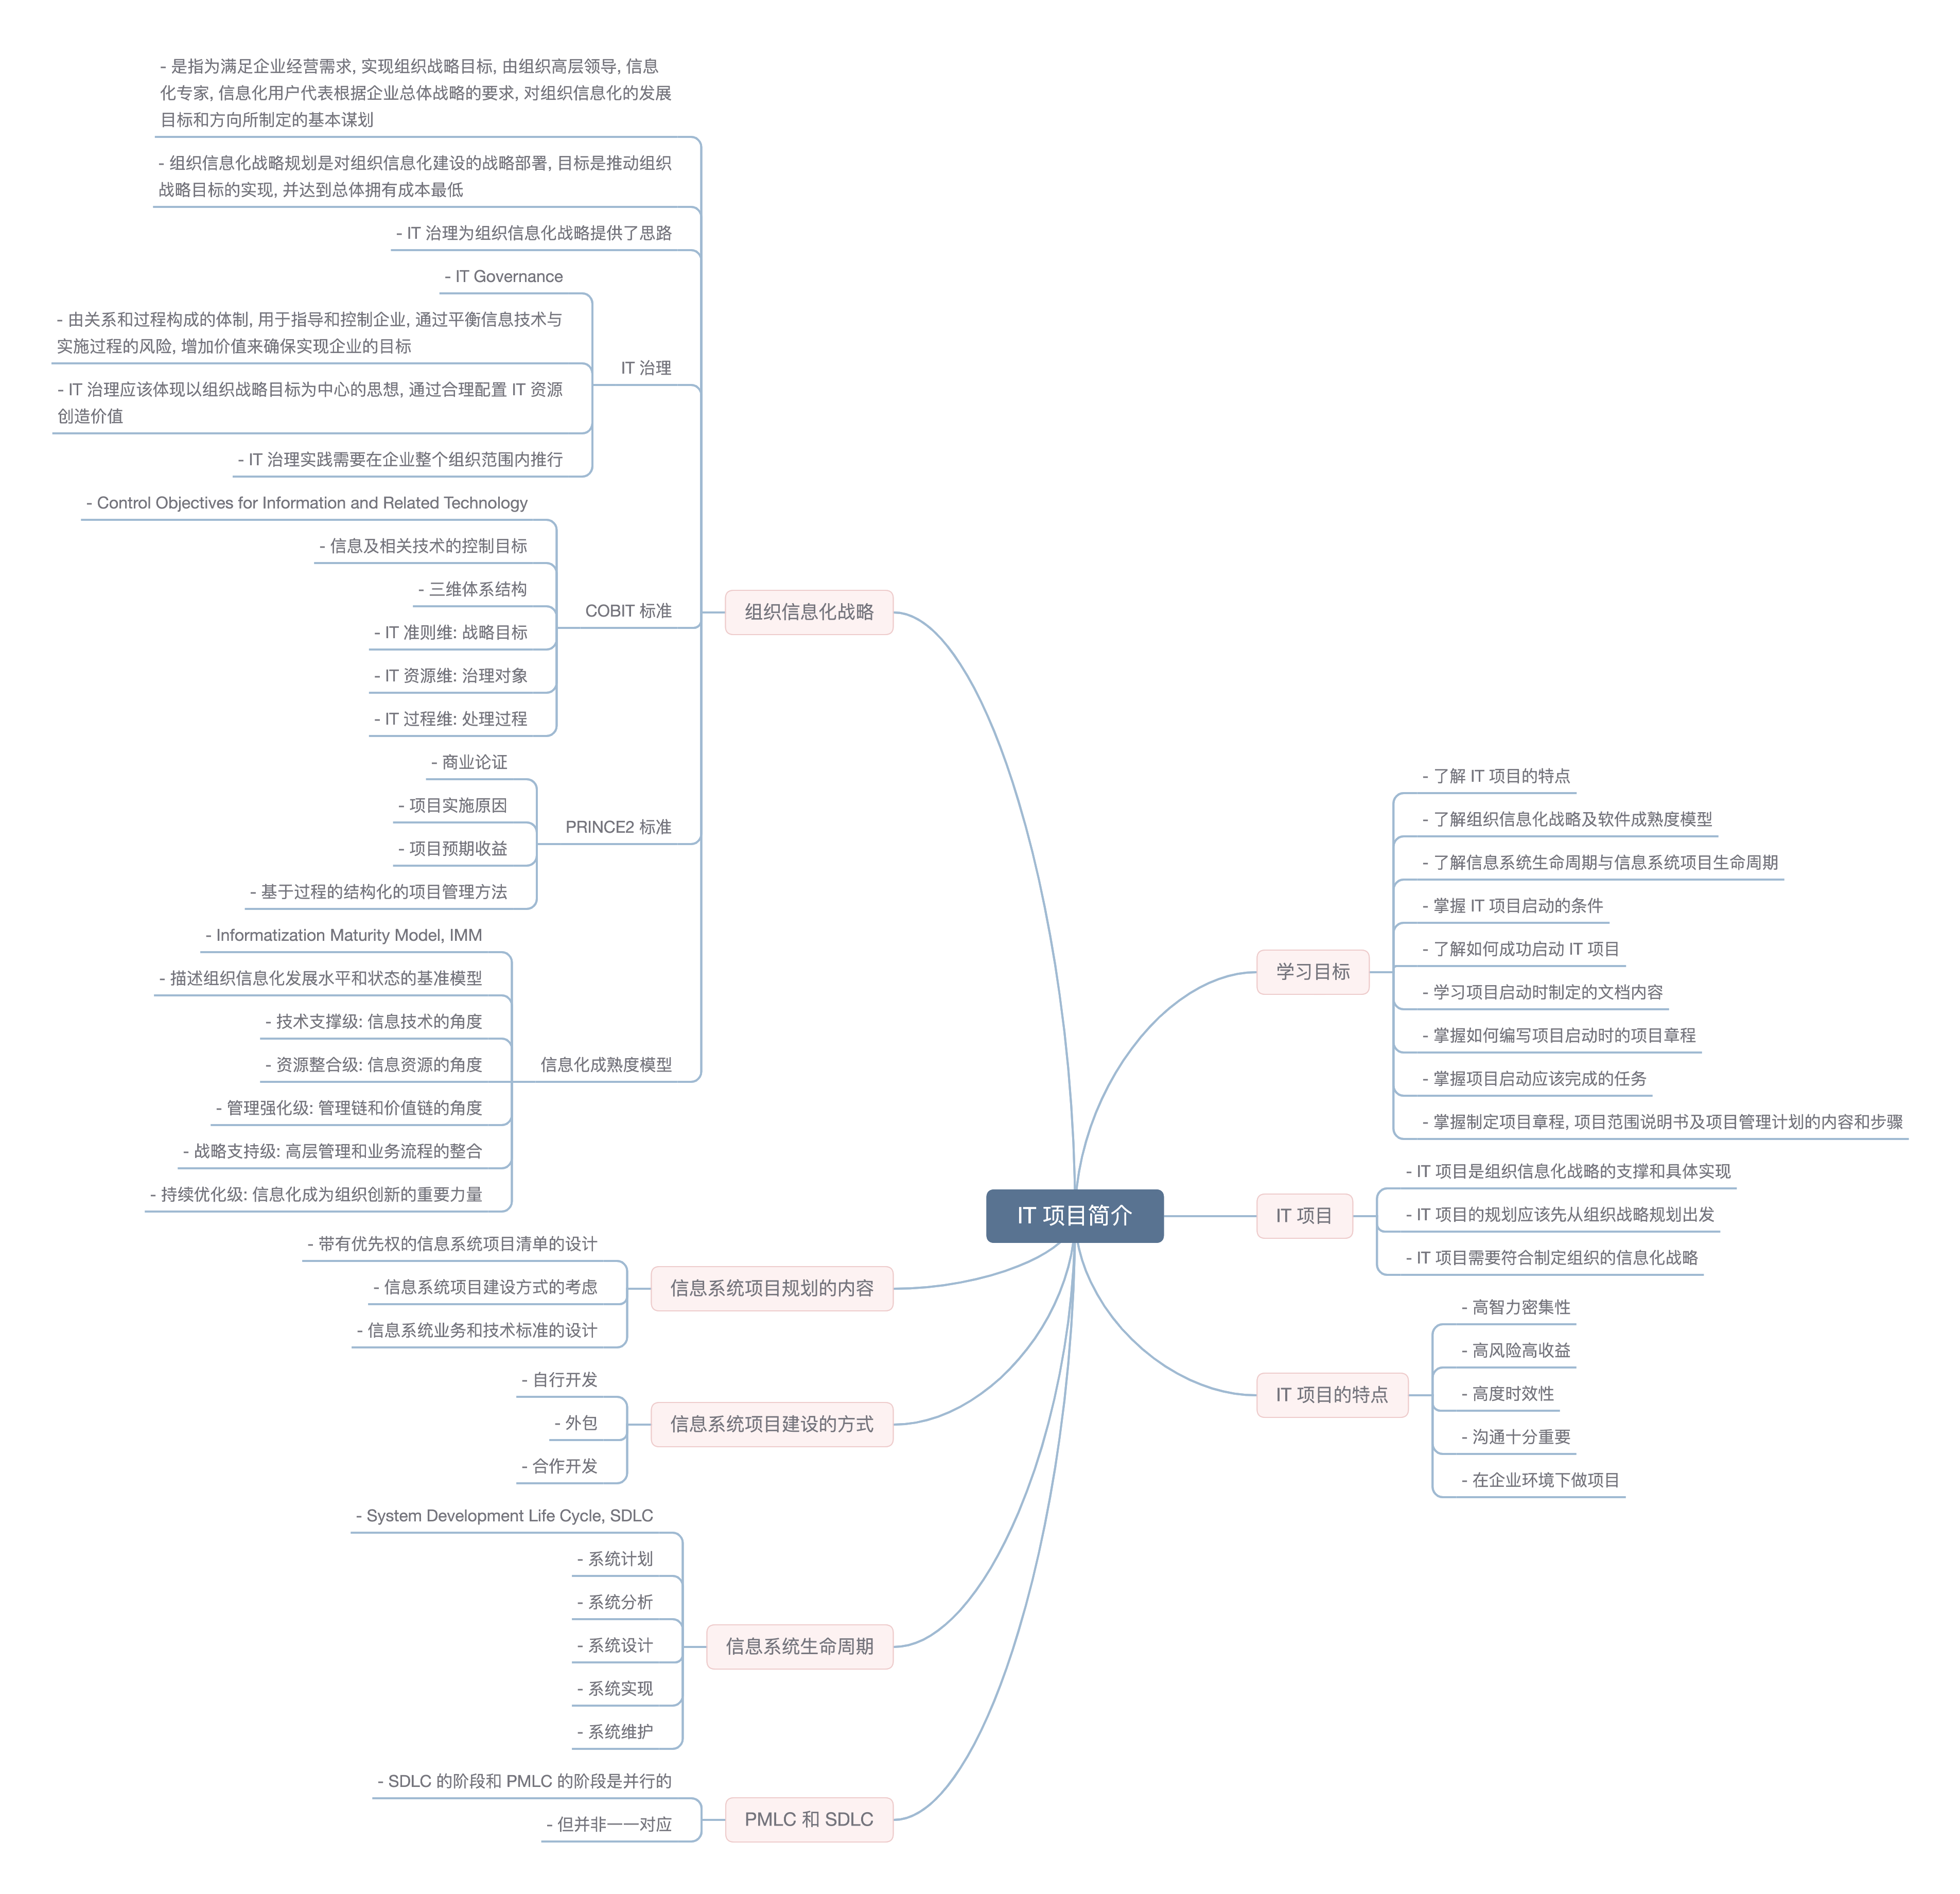 IT 项目简介
学习目标
- 了解 IT 项目的特点
- 了解组织信息化战略及软件成熟度模型
- 了解信息系统生命周期与信息系统项目生命周期
- 掌握 IT 项目启动的条件
- 了解如何成功启动 IT 项目
- 学习项目启动时制定的文档内容
- 掌握如何编写项目启动时的项目章程
- 掌握项目启动应该完成的任务
- 掌握制定项目章程, 项目范围说明书及项目管理计划的内容和步骤
IT 项目
- IT 项目是组织信息化战略的支撑和具体实现
- IT 项目的规划应该先从组织战略规划出发
- IT 项目需要符合制定组织的信息化战略
IT 项目的特点
- 高智力密集性
- 高风险高收益
- 高度时效性
- 沟通十分重要
- 在企业环境下做项目
组织信息化战略
- 是指为满足企业经营需求, 实现组织战略目标, 由组织高层领导, 信息
化专家, 信息化用户代表根据企业总体战略的要求, 对组织信息化的发展
目标和方向所制定的基本谋划
- 组织信息化战略规划是对组织信息化建设的战略部署, 目标是推动组织
战略目标的实现, 并达到总体拥有成本最低
- IT 治理为组织信息化战略提供了思路
IT 治理
- IT Governance
- 由关系和过程构成的体制, 用于指导和控制企业, 通过平衡信息技术与
实施过程的风险, 增加价值来确保实现企业的目标
- IT 治理应该体现以组织战略目标为中心的思想, 通过合理配置 IT 资源
创造价值
- IT 治理实践需要在企业整个组织范围内推行
COBIT 标准
- Control Objectives for Information and Related Technology
- 信息及相关技术的控制目标
- 三维体系结构
- IT 准则维: 战略目标
- IT 资源维: 治理对象
- IT 过程维: 处理过程
PRINCE2 标准
- 商业论证
- 项目实施原因
- 项目预期收益
- 基于过程的结构化的项目管理方法
信息化成熟度模型
- Informatization Maturity Model, IMM
- 描述组织信息化发展水平和状态的基准模型
- 技术支撑级: 信息技术的角度
- 资源整合级: 信息资源的角度
- 管理强化级: 管理链和价值链的角度
- 战略支持级: 高层管理和业务流程的整合
- 持续优化级: 信息化成为组织创新的重要力量
信息系统项目规划的内容
- 带有优先权的信息系统项目清单的设计
- 信息系统项目建设方式的考虑
- 信息系统业务和技术标准的设计
信息系统项目建设的方式
- 自行开发
- 外包
- 合作开发
信息系统生命周期
- System Development Life Cycle, SDLC
- 系统计划
- 系统分析
- 系统设计
- 系统实现
- 系统维护
PMLC 和 SDLC
- SDLC 的阶段和 PMLC 的阶段是并行的
- 但并非一一对应